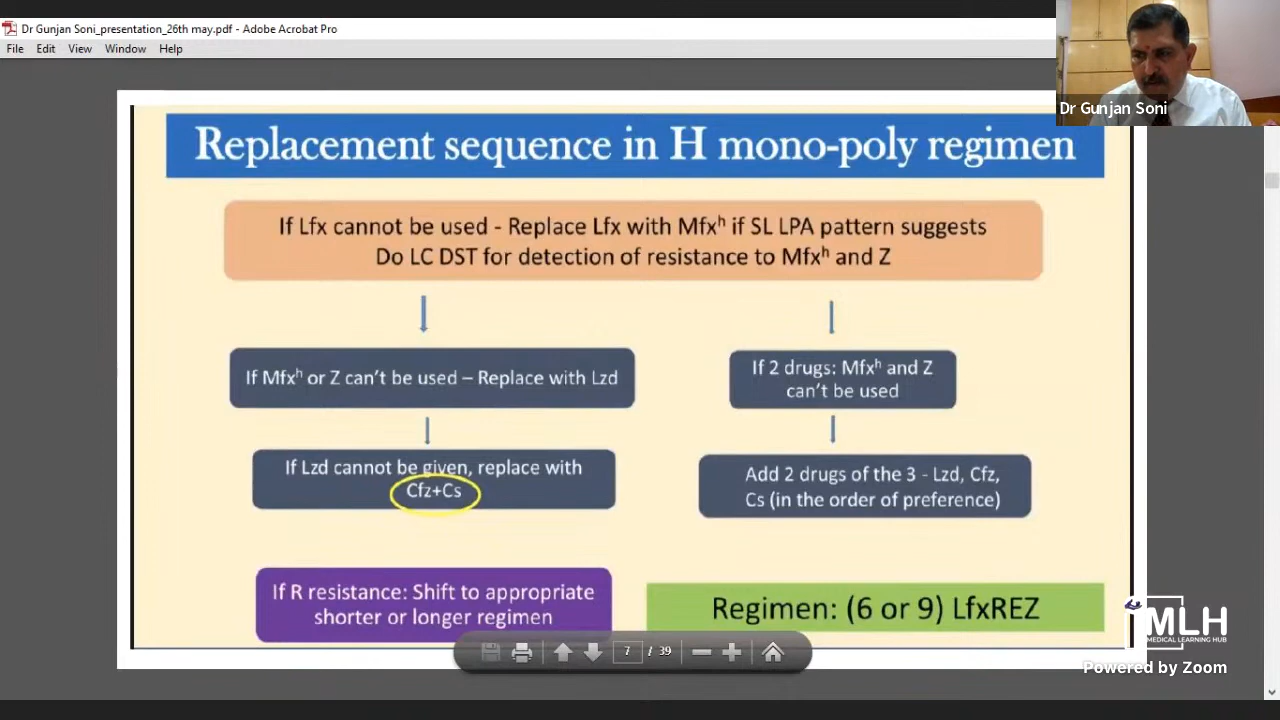 Dr Gunjan Soni_presentation_26th may.pdf - Adobe Acrobat Pro
File Edit View Window Help
Dr Gunjan Soni
Replacement sequence in H mono-poly regimen
If Lfx cannot be used - Replace Lfx with Mfxʰ if SL LPA pattern suggests
Do LC DST for detection of resistance to Mfxʰ and Z
If Mfxʰ or Z can't be used – Replace with Lzd
If Lzd cannot be given, replace with
Cfz+Cs
If 2 drugs: Mfxʰ and Z
can't be used
Add 2 drugs of the 3 - Lzd, Cfz,
Cs (in the order of preference)
If R resistance: Shift to appropriate
shorter or longer regimen
Regimen: (6 or 9) LfxREZ
7 / 39
iMLH
MEDICAL LEARNING HUB
Powered by Zoom